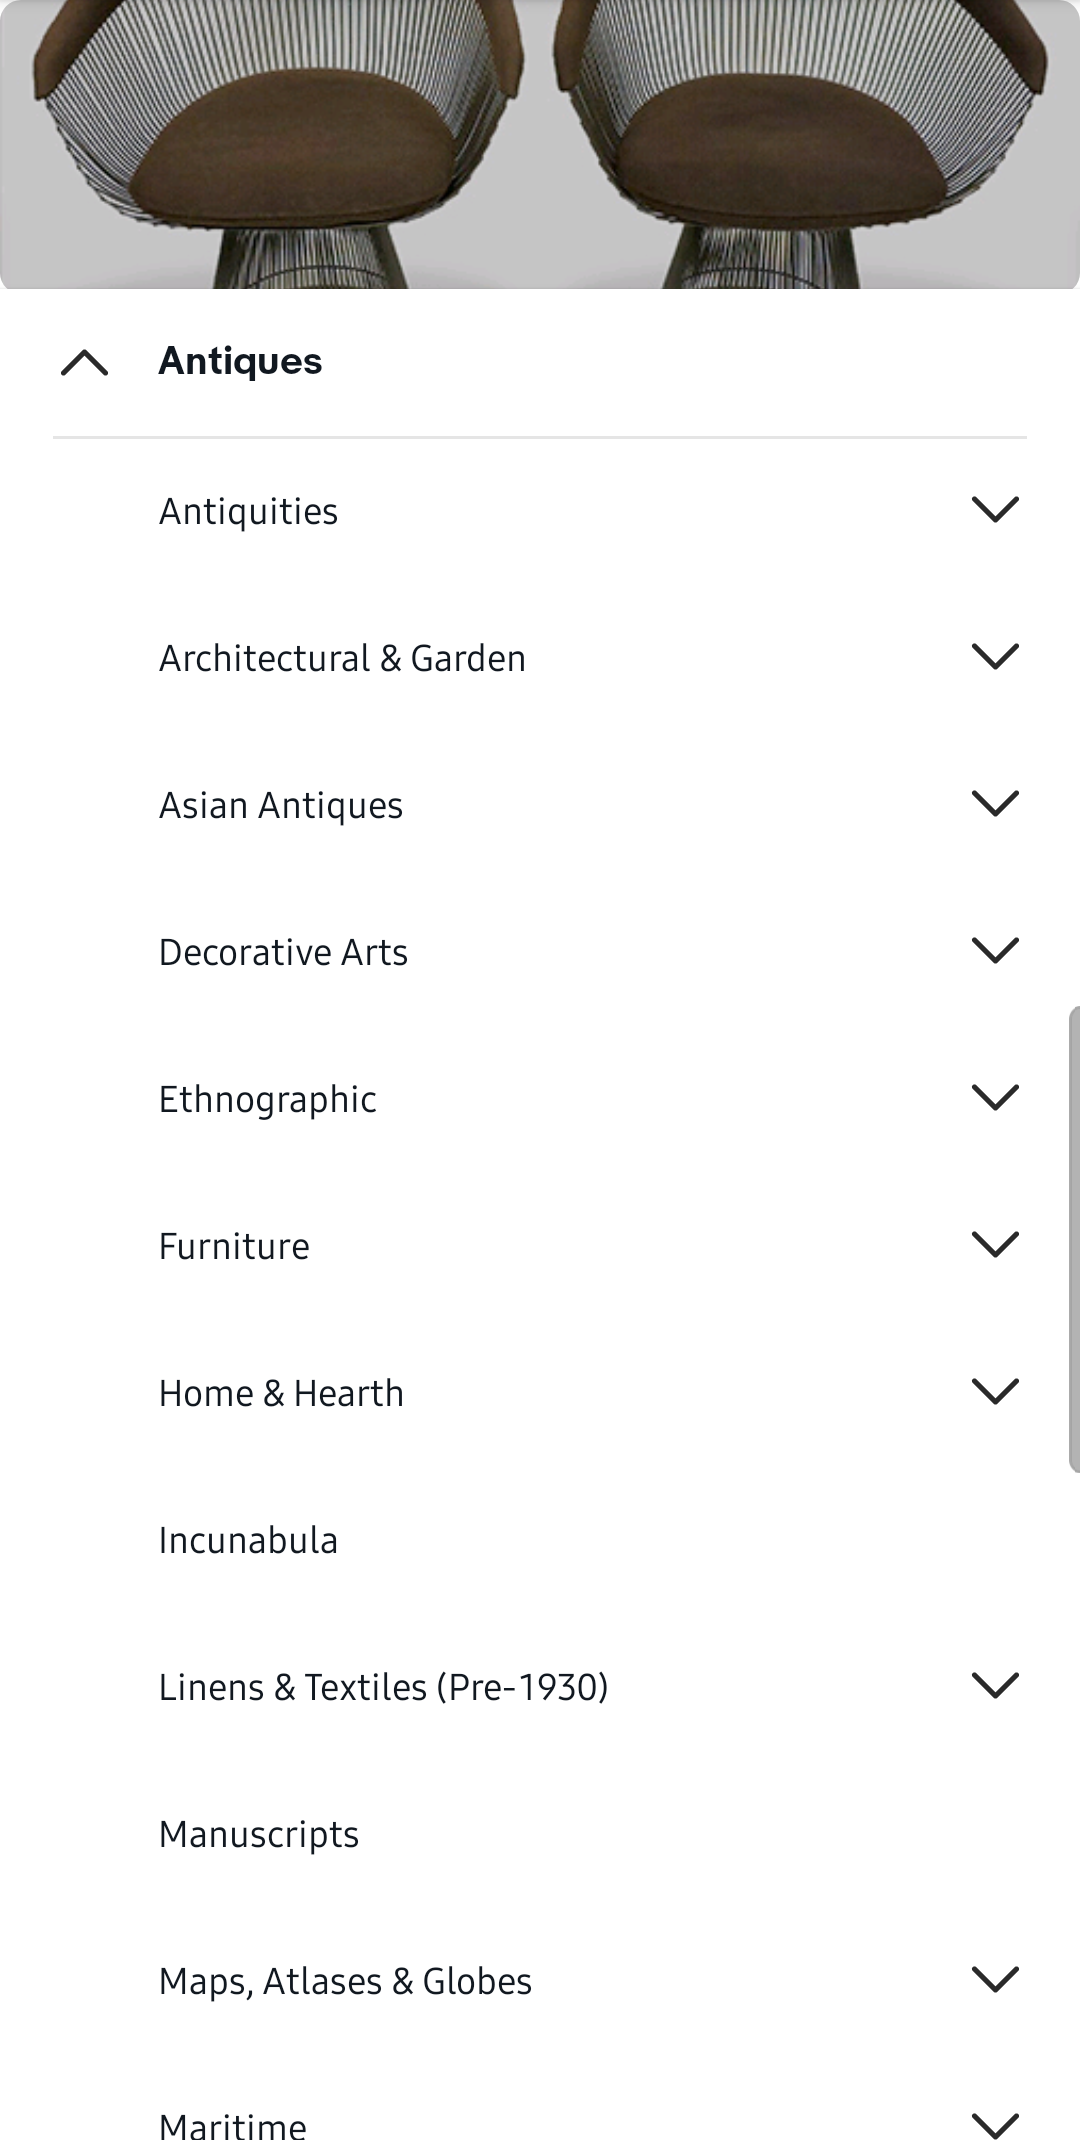 Antiques
Antiquities
Architectural & Garden
Asian Antiques
Decorative Arts
Ethnographic
Furniture
Home & Hearth
Incunabula
Linens & Textiles (Pre-1930)
Manuscripts
Maps, Atlases & Globes
Maritime